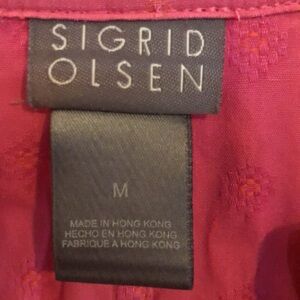 SIGRID
OLSEN
M
MADE IN HONG KONG
HECHO EN HONG KONG
FABRIQUE A HONG KONG